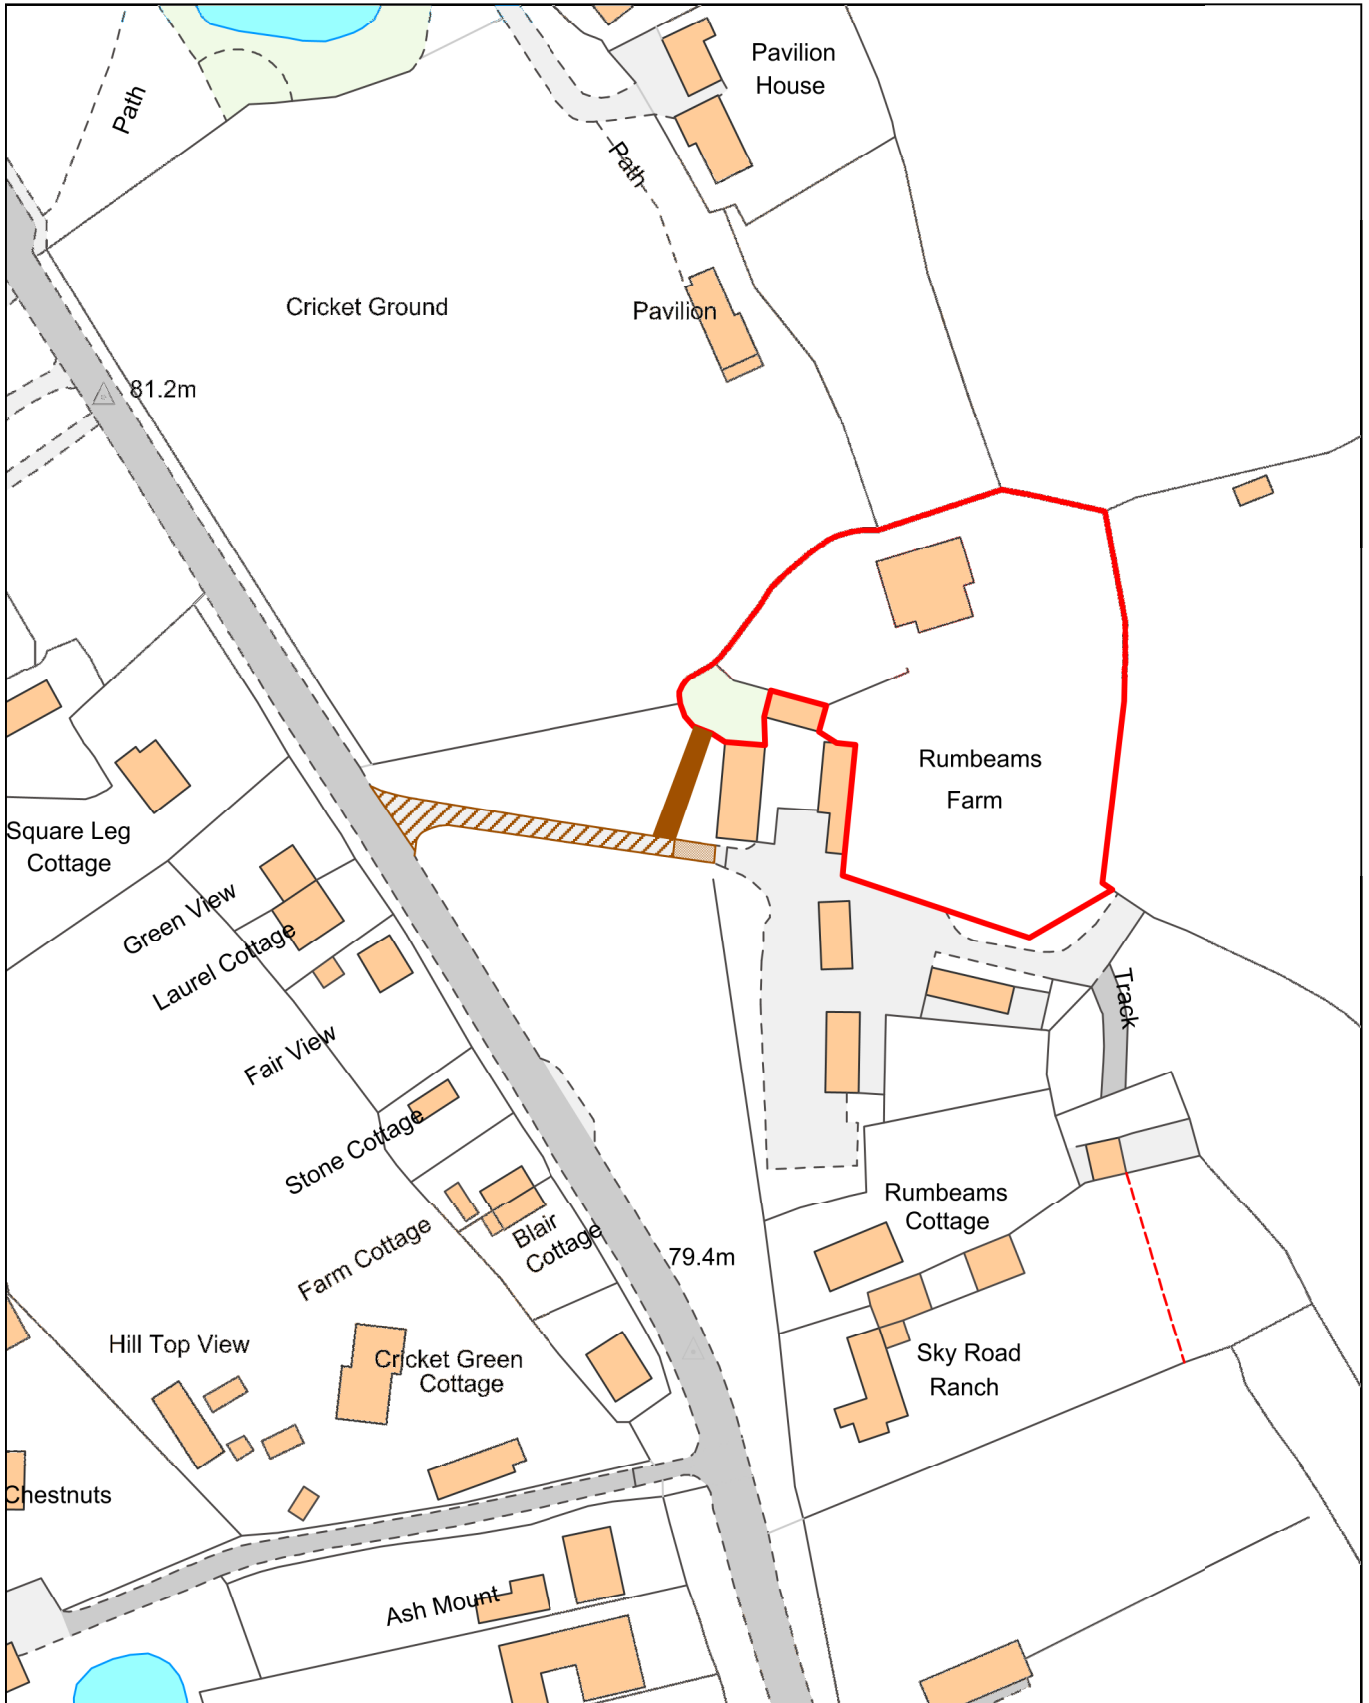 Pavilion
House
Path
Path
Cricket Ground
Pavilion
81.2m
Rumbeams
Farm
Square Leg
Cottage
Green View
Laurel Cottage
Track
Fair View
Stone Cottage
Rumbeams
Cottage
Farm Cottage
Blair
Cottage
79.4m
Hill Top View
Cricket Green
Cottage
Sky Road
Ranch
Chestnuts
Ash Mount